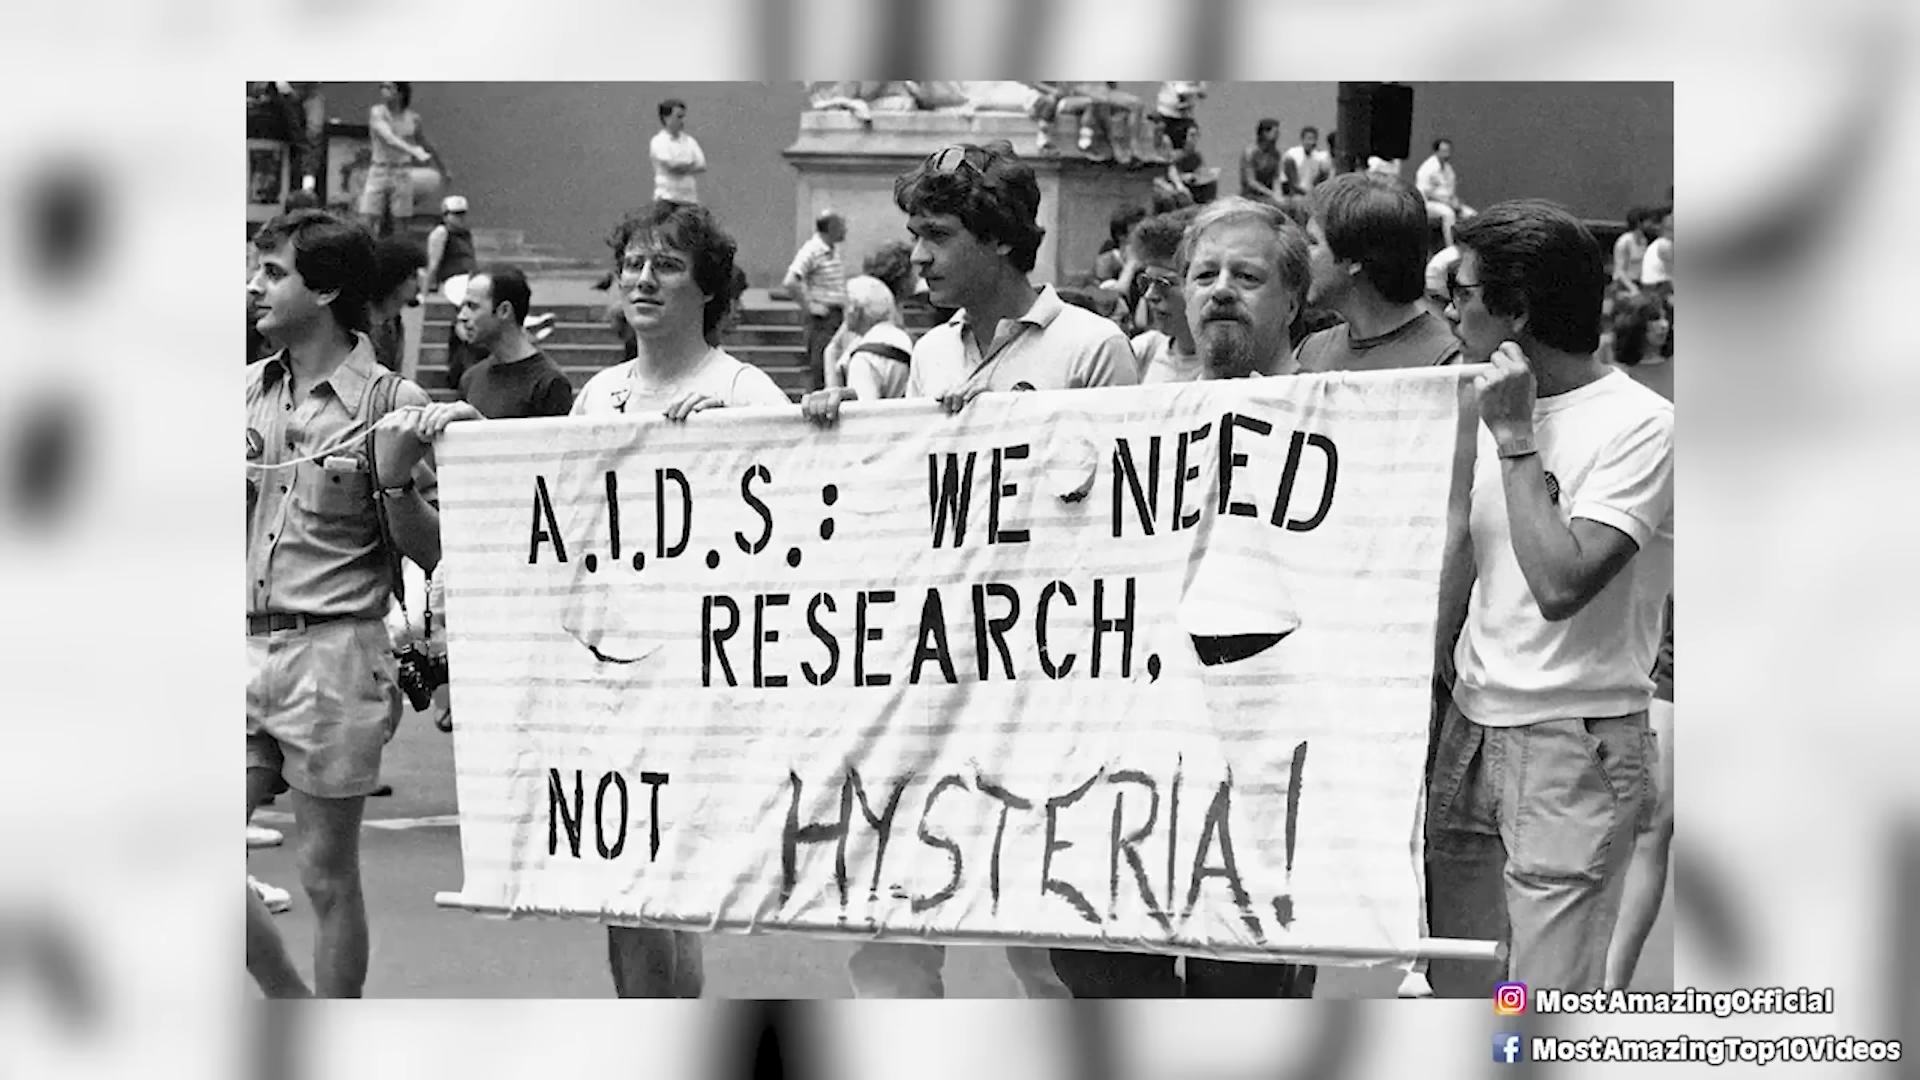 A.I.D.S.: WE NEED
RESEARCH,
NOT HYSTERIA!
MostAmazingOfficial
MostAmazingTop10Videos